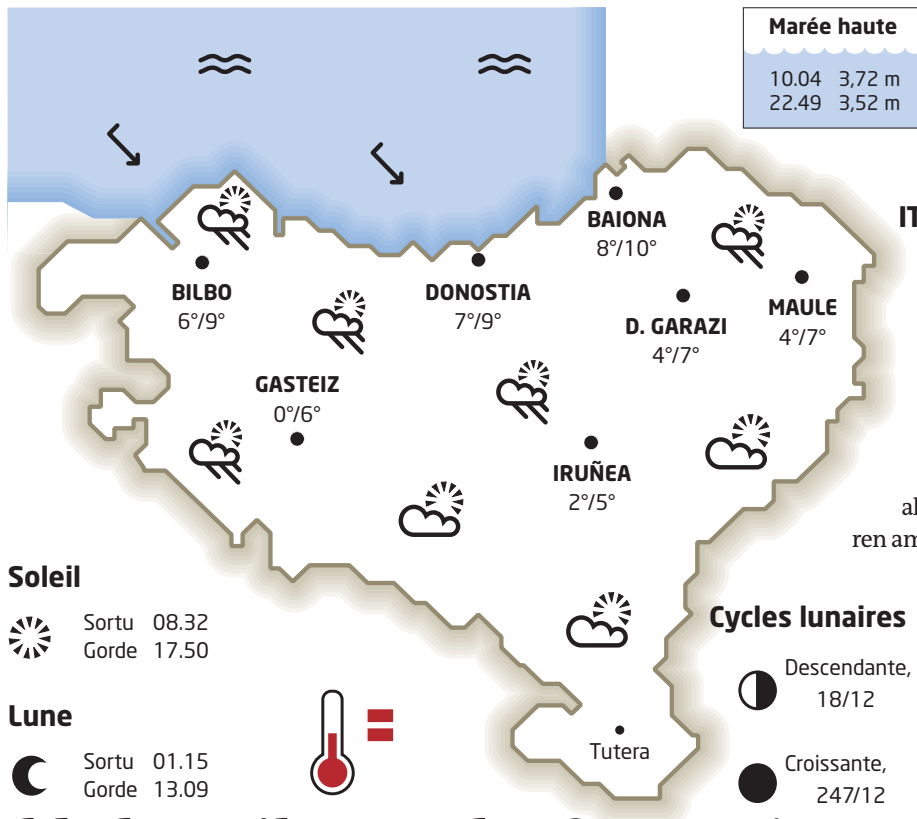 Marée haute
10.04 3,72 m
22.49 3,52 m
IT
BAIONA
8°/10°
BILBO
6°/9°
DONOSTIA
7°/9°
D. GARAZI
4°/7°
MAULE
4°/7°
GASTEIZ
0°/6°
IRUÑEA
2°/5°
al
ren am
Soleil
Sortu 08.32
Gorde 17.50
Lune
Sortu 01.15
Gorde 13.09
Cycles lunaires
Descendante,
18/12
Croissante,
247/12
Tutera